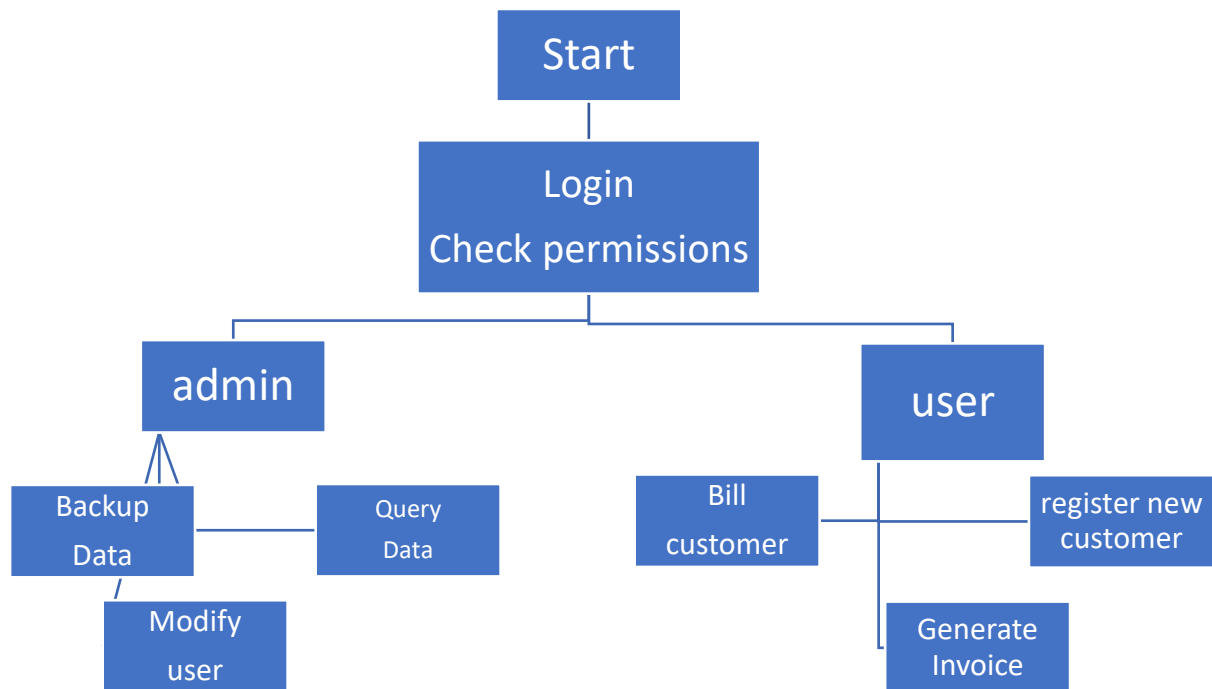 Start
Login
Check permissions
admin
user
Backup
Data
Query
Data
Modify
user
Bill
customer
register new
customer
Generate
Invoice